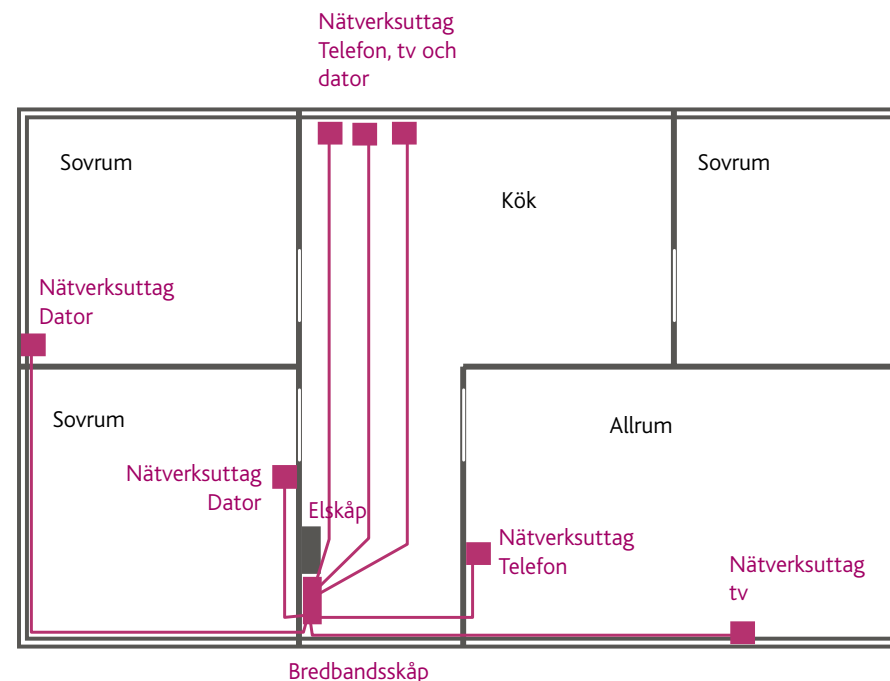 Nätverksuttag
Telefon, tv och
dator
Sovrum
Sovrum
Kök
Nätverksuttag
Dator
Sovrum
Allrum
Nätverksuttag
Dator
Elskåp
Nätverksuttag
Telefon
Nätverksuttag
tv
Bredbandsskåp